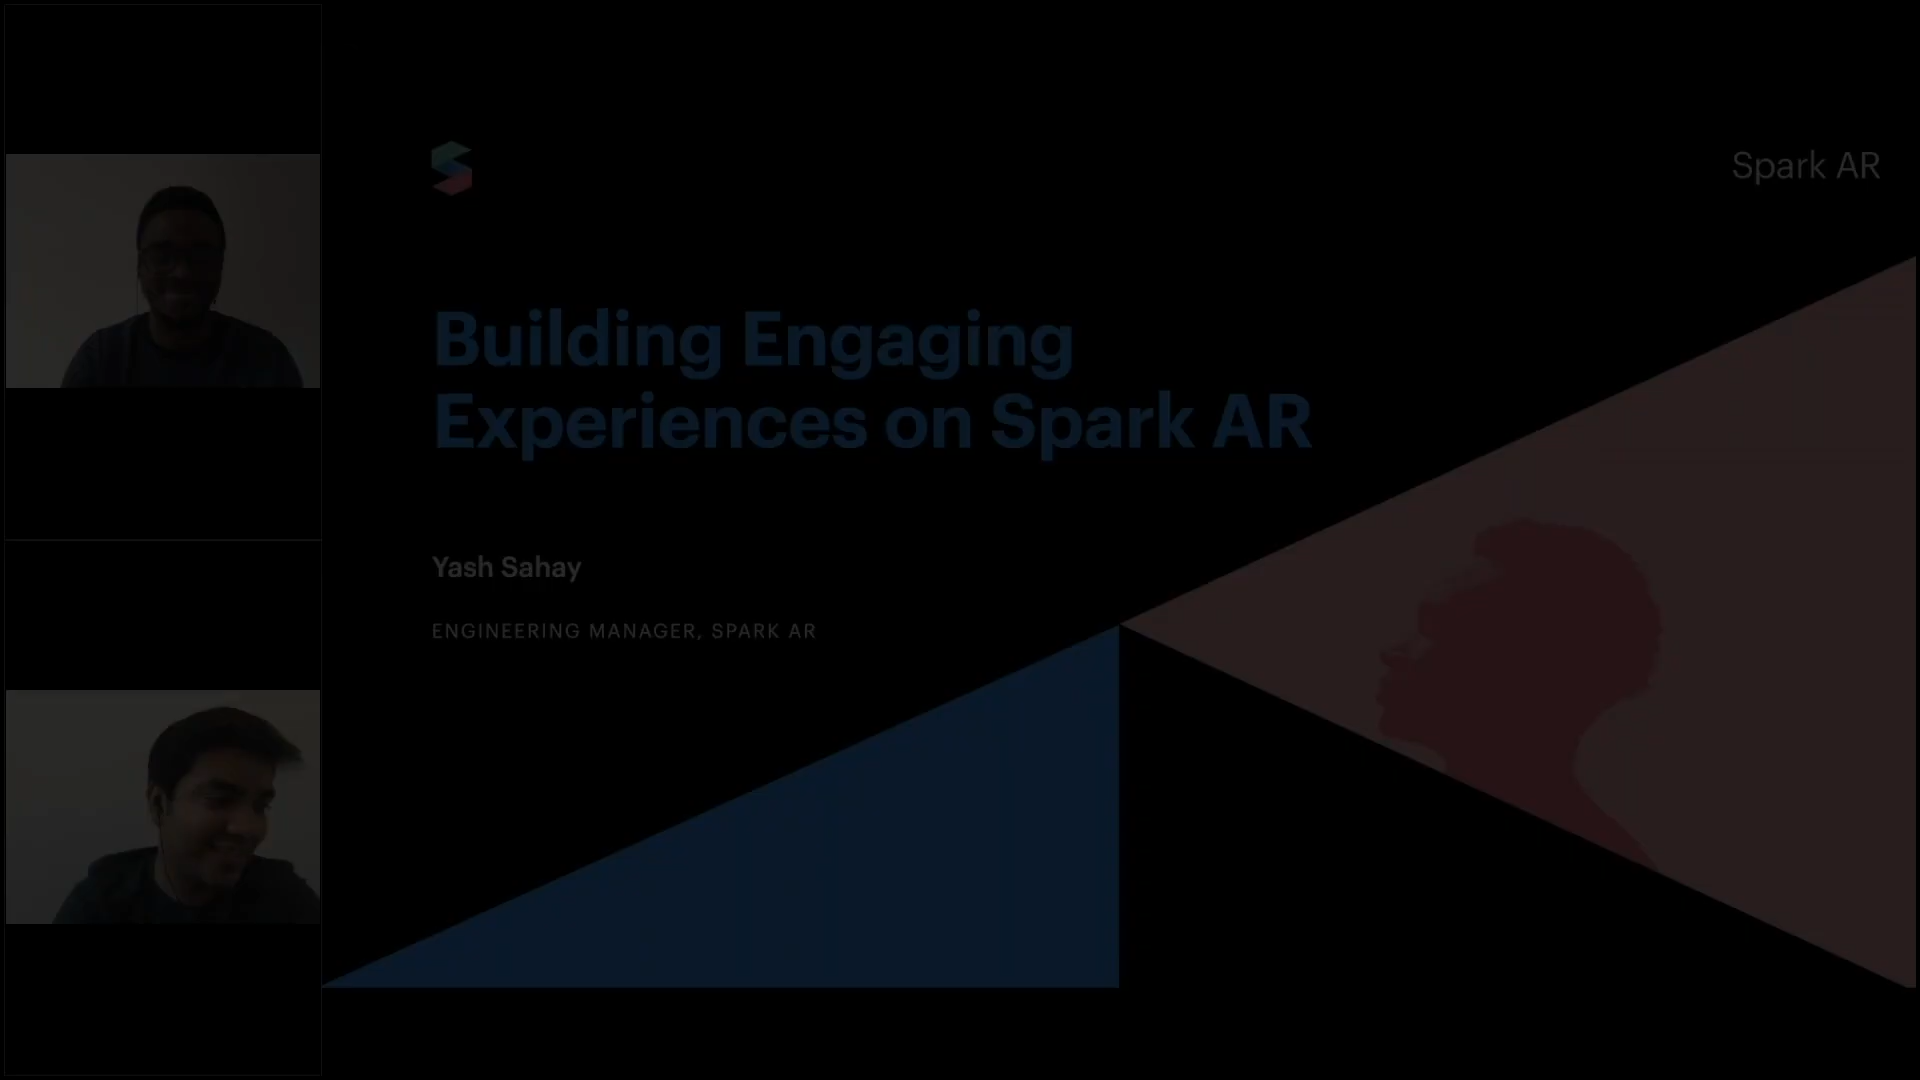 Spark AR
Building Engaging
Experiences on Spark AR
Yash Sahay
ENGINEERING MANAGER, SPARK AR